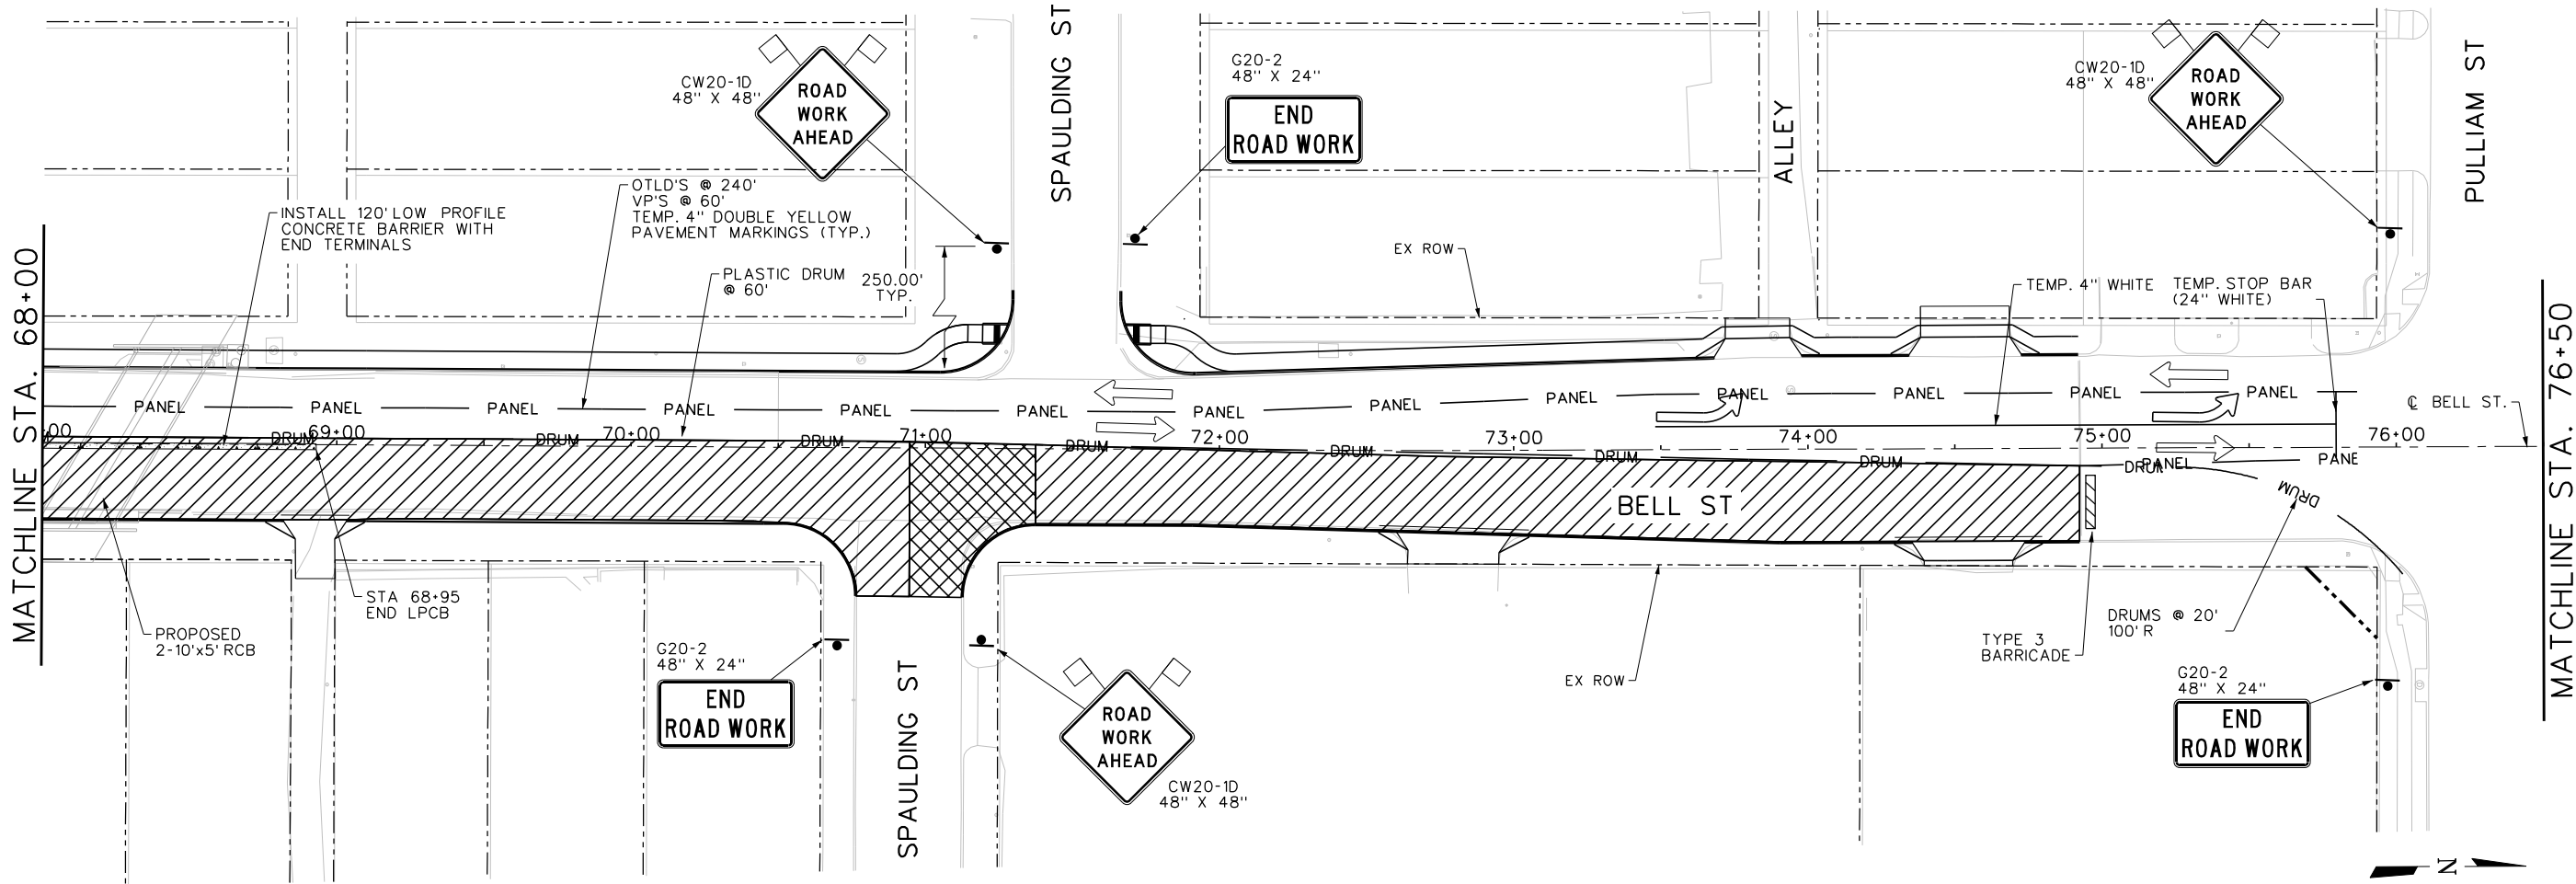 SPAULDING ST
PULLIAM ST
ALLEY
CW20-1D
48" X 48"
ROAD
WORK
AHEAD
G20-2
48" X 24"
END
ROAD WORK
CW20-1D
48" X 48"
ROAD
WORK
AHEAD
INSTALL 120' LOW PROFILE
CONCRETE BARRIER WITH
END TERMINALS
OTLD'S @ 240'
VP'S @ 60'
TEMP. 4" DOUBLE YELLOW
PAVEMENT MARKINGS (TYP.)
PLASTIC DRUM
@ 60'
250.00'
TYP.
EX ROW
TEMP. 4" WHITE
TEMP. STOP BAR
(24" WHITE)
MATCHLINE STA. 68+00
MATCHLINE STA. 76+50
PANEL PANEL PANEL PANEL PANEL PANEL PANEL PANEL PANEL PANEL PANEL PANEL PANEL
℄ BELL ST.
00 69+00 70+00 71+00 72+00 73+00 74+00 75+00 76+00
DRUM DRUM DRUM DRUM DRUM DRUM DRUM DRUM
PANEL PANE
DRUM
BELL ST
STA 68+95
END LPCB
PROPOSED
2-10'x5' RCB
G20-2
48" X 24"
END
ROAD WORK
SPAULDING ST
ROAD
WORK
AHEAD
CW20-1D
48" X 48"
EX ROW
TYPE 3
BARRICADE
DRUMS @ 20'
100' R
G20-2
48" X 24"
END
ROAD WORK
N